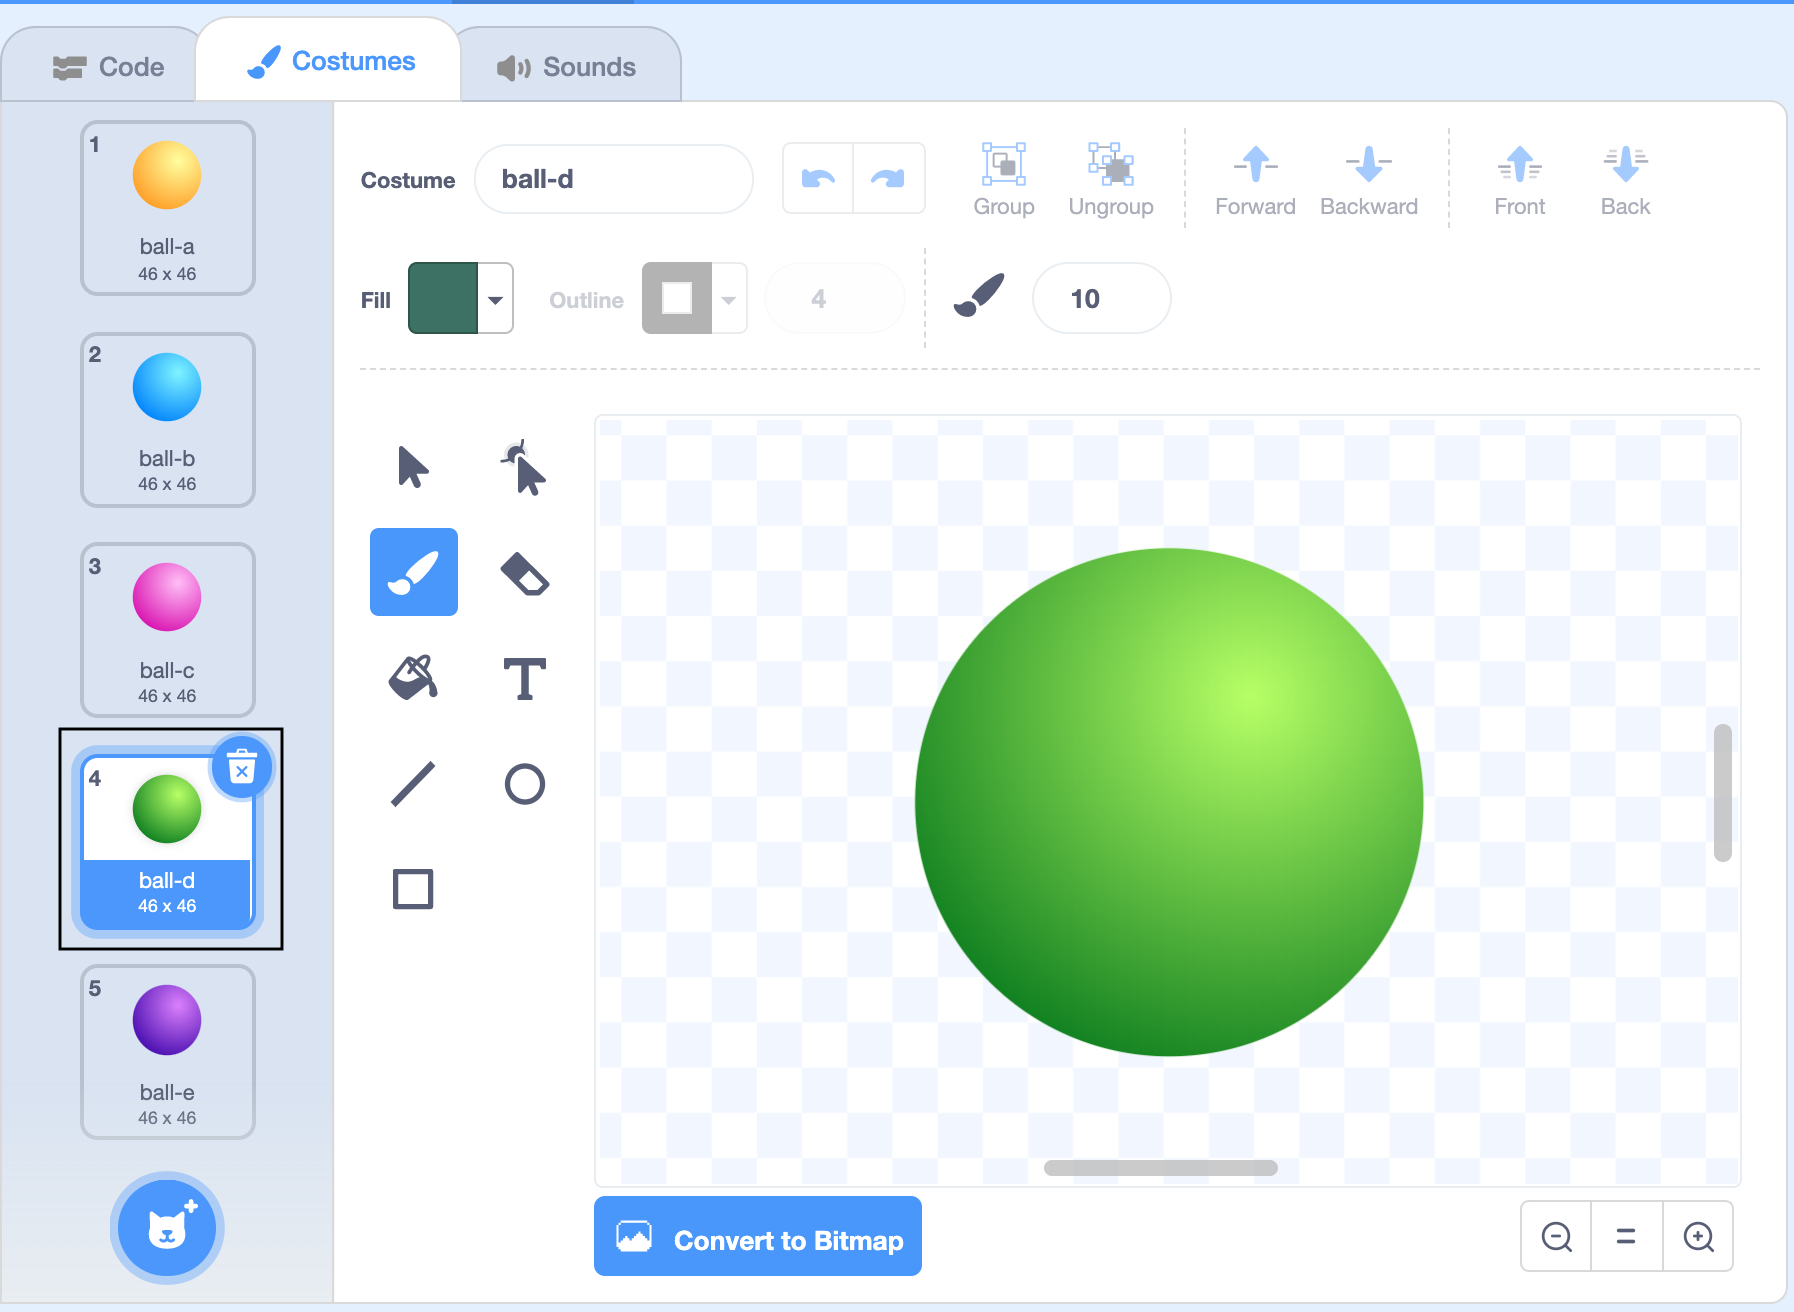 Code
Costumes
Sounds
1
ball-a
46 x 46
2
ball-b
46 x 46
3
ball-c
46 x 46
4
ball-d
46 x 46
5
ball-e
46 x 46
Costume
ball-d
Group
Ungroup
Forward
Backward
Front
Back
Fill
Outline
4
10
T
Convert to Bitmap